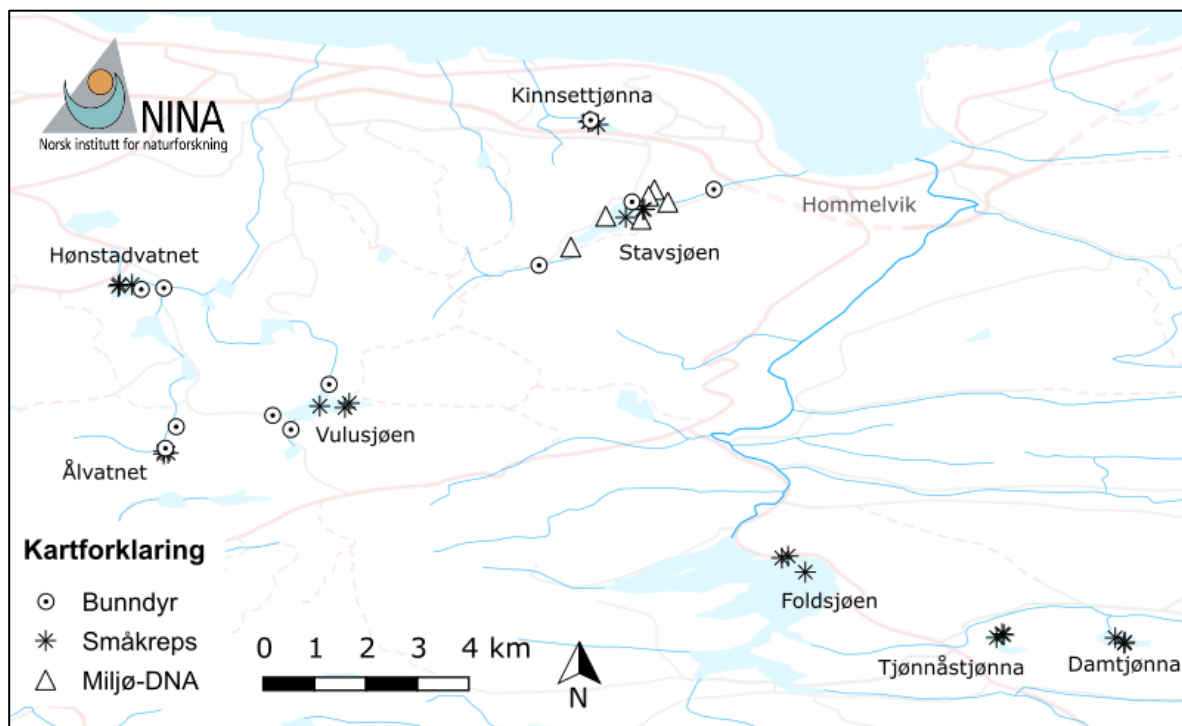 NINA
Norsk institutt for naturforskning
Kinnsettjønna
Hommelvik
Stavsjøen
Hønstadvatnet
Vulusjøen
Ålvatnet
Foldsjøen
Tjønnåstjønna
Damtjønna
Kartforklaring
Bunndyr
Småkreps
Miljø-DNA
0 1 2 3 4 km
N